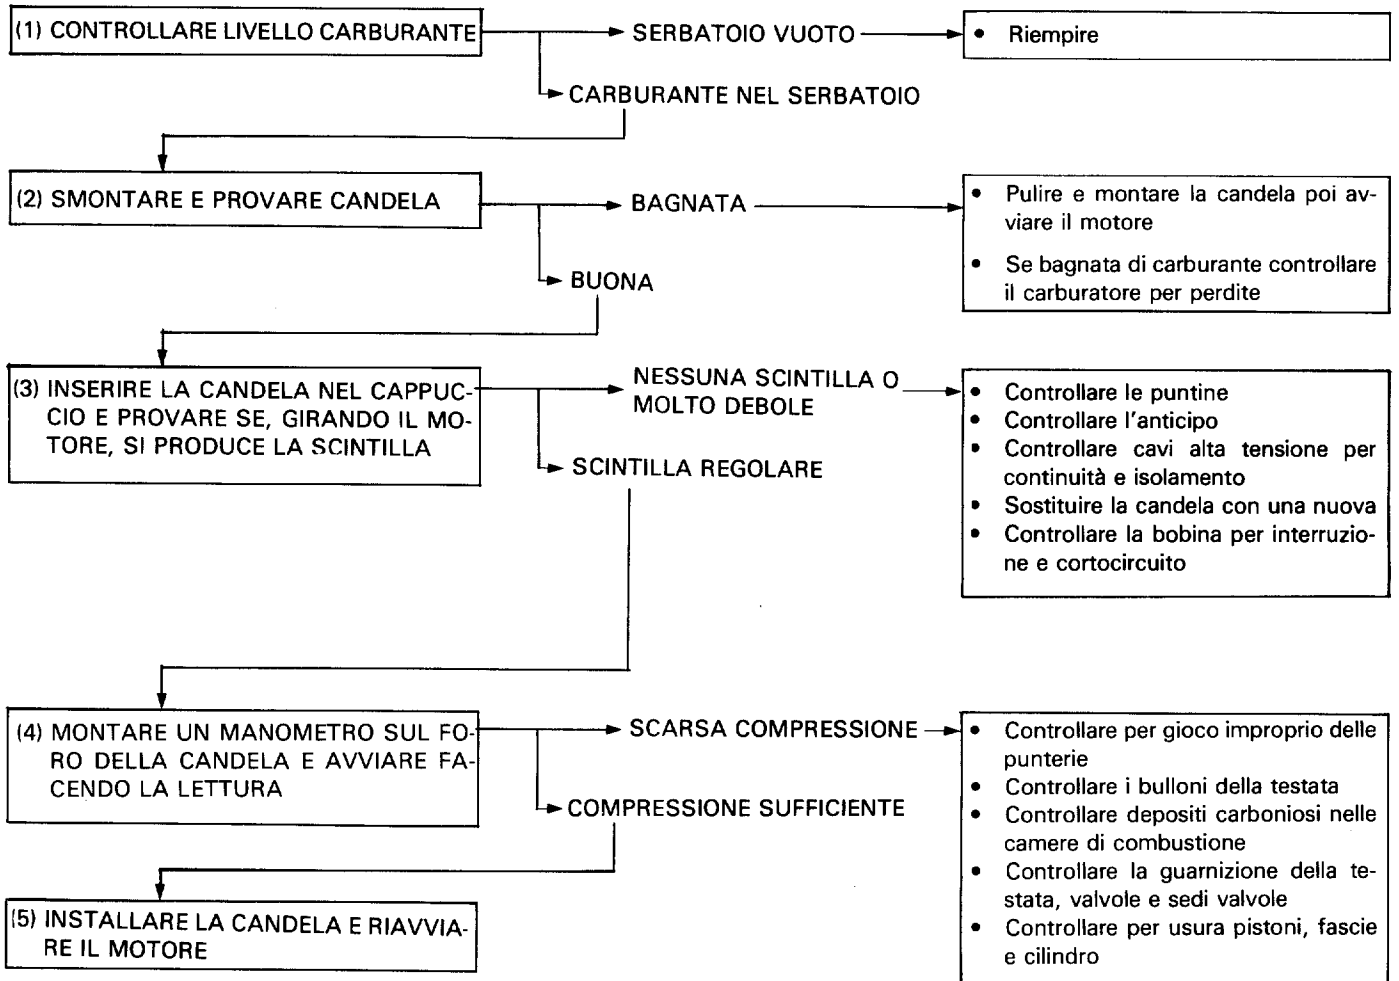 (1) CONTROLLARE LIVELLO CARBURANTE
SERBATOIO VUOTO
• Riempire
CARBURANTE NEL SERBATOIO
(2) SMONTARE E PROVARE CANDELA
BAGNATA
• Pulire e montare la candela poi av-
viare il motore
• Se bagnata di carburante controllare
il carburatore per perdite
BUONA
(3) INSERIRE LA CANDELA NEL CAPPUC-
CIO E PROVARE SE, GIRANDO IL MO-
TORE, SI PRODUCE LA SCINTILLA
NESSUNA SCINTILLA O
MOLTO DEBOLE
• Controllare le puntine
• Controllare l'anticipo
• Controllare cavi alta tensione per
continuità e isolamento
• Sostituire la candela con una nuova
• Controllare la bobina per interruzio-
ne e cortocircuito
SCINTILLA REGOLARE
(4) MONTARE UN MANOMETRO SUL FO-
RO DELLA CANDELA E AVVIARE FA-
CENDO LA LETTURA
SCARSA COMPRESSIONE
• Controllare per gioco improprio delle
punterie
• Controllare i bulloni della testata
• Controllare depositi carboniosi nelle
camere di combustione
• Controllare la guarnizione della te-
stata, valvole e sedi valvole
• Controllare per usura pistoni, fascie
e cilindro
COMPRESSIONE SUFFICIENTE
(5) INSTALLARE LA CANDELA E RIAVVIA-
RE IL MOTORE